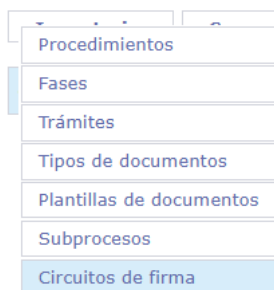 Procedimientos
Fases
Trámites
Tipos de documentos
Plantillas de documentos
Subprocesos
Circuitos de firma